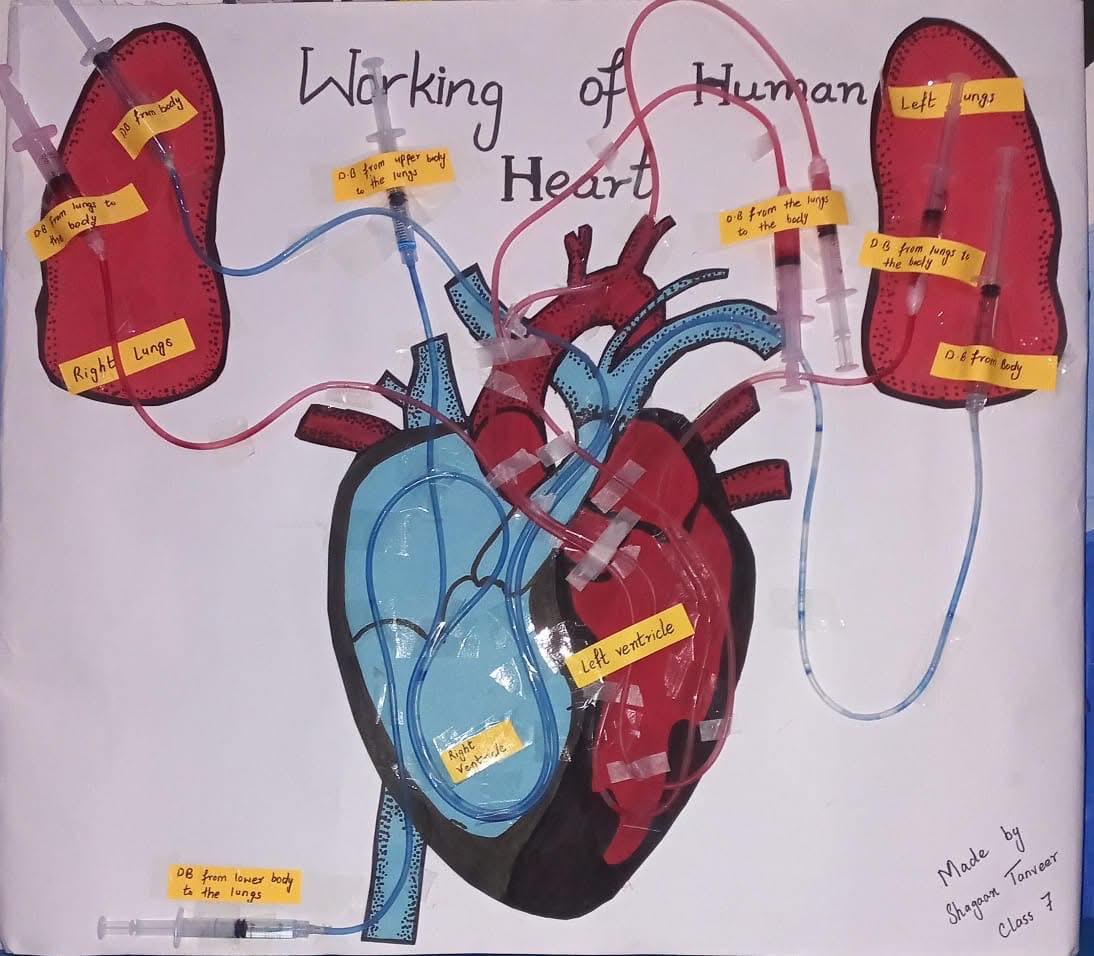 Working of Human
Heart
DB from body
D.B from upper body
to the lungs
Left Lungs
DB from lungs to
the body
D.B from the lungs
to the body
D.B from lungs to
the body
Right Lungs
D.B from Body
Left ventricle
Right
Ventricle
DB from lower body
to the lungs
Made by
Shagaan Tanveer
Class 7